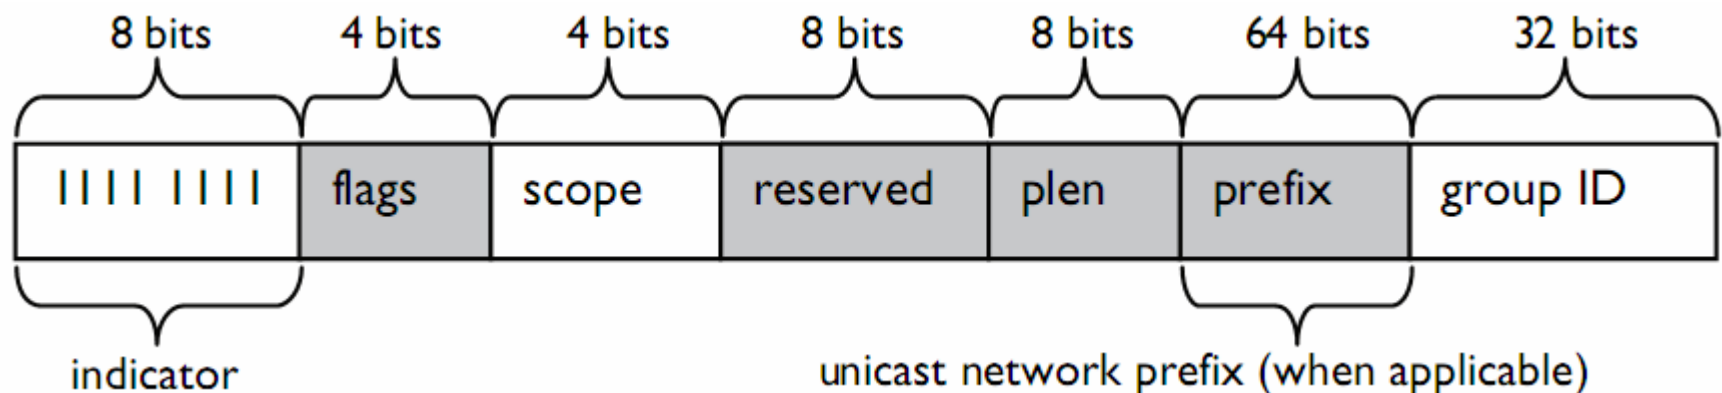 8 bits 4 bits 4 bits 8 bits 8 bits 64 bits 32 bits
1111 1111 flags scope reserved plen prefix group ID
indicator unicast network prefix (when applicable)